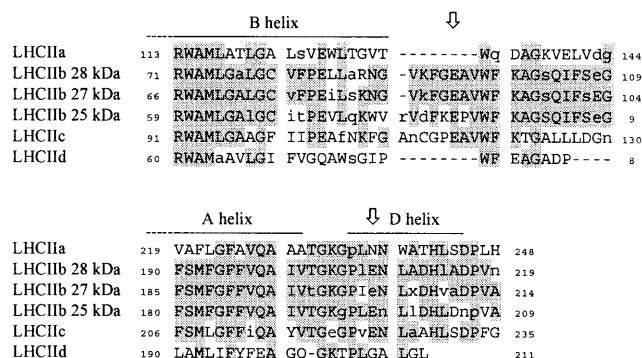 B helix
LHCIIa 113 RWAMLATLGA LsVEWLTGVT --------Wq DAGKVELVdg 144
LHCIIb 28 kDa 71 RWAMLGaLGC VFPELLaRNG -VKFGEAVWF KAGsQIFSeG 109
LHCIIb 27 kDa 66 RWAMLGALGC vFPEiLsKNG -VkFGEAVWF KAGsQIFsEG 104
LHCIIb 25 kDa 59 RWAMLGAlGC itPEVLqKWV rVdFKEPVWF KAGSQIFSEG 9
LHCIIc 91 RWAMLGAAGF IIPEAfNKFG AnCGPEAVWF KTGALLLDGn 130
LHCIId 60 RWAMaAVLGI FVGQAWsGIP --------WF EAGADP---- 8
A helix D helix
LHCIIa 219 VAFLGFAVQA AATGKGpLNN WATHLSDPLH 248
LHCIIb 28 kDa 190 FSMFGFFVQA IVTGKGPlEN LADHlADPVn 219
LHCIIb 27 kDa 185 FSMFGFFVQA IVtGKGPIeN LxDHvaDPVA 214
LHCIIb 25 kDa 180 FSMFGFFVQA IVTGKgPLEn LlDHLDnpVA 209
LHCIIc 206 FSMLGFFiQA YVTGeGPvEN LaAHLSDPFG 235
LHCIId 190 LAMLIFYFEA GO-GKTPLGA LGL 211